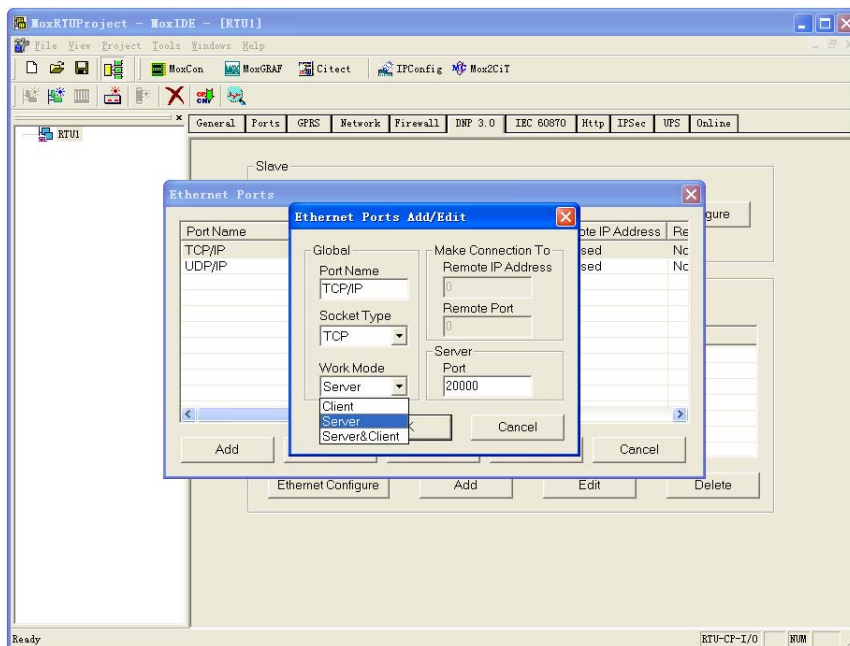 MoxRTUProject - MoxIDE - [RTU1]
File View Project Tools Windows Help
MoxCon MoxGRAF Citect IPConfig Mox2CiT
RTU1
General Ports GPRS Network Firewall DNP 3.0 IEC 60870 Http IPSec UPS Online
Slave
gure
Ethernet Ports
Port Name ote IP Address Re
TCP/IP sed Nc
UDP/IP sed Nc
Ethernet Ports Add/Edit
Global
Port Name
TCP/IP
Socket Type
TCP
Work Mode
Server
Client
Server
Server&Client
Make Connection To
Remote IP Address
0
Remote Port
0
Server
Port
20000
K Cancel
Add Cancel
Ethernet Configure Add Edit Delete
Ready RTU-CP-I/O NUM